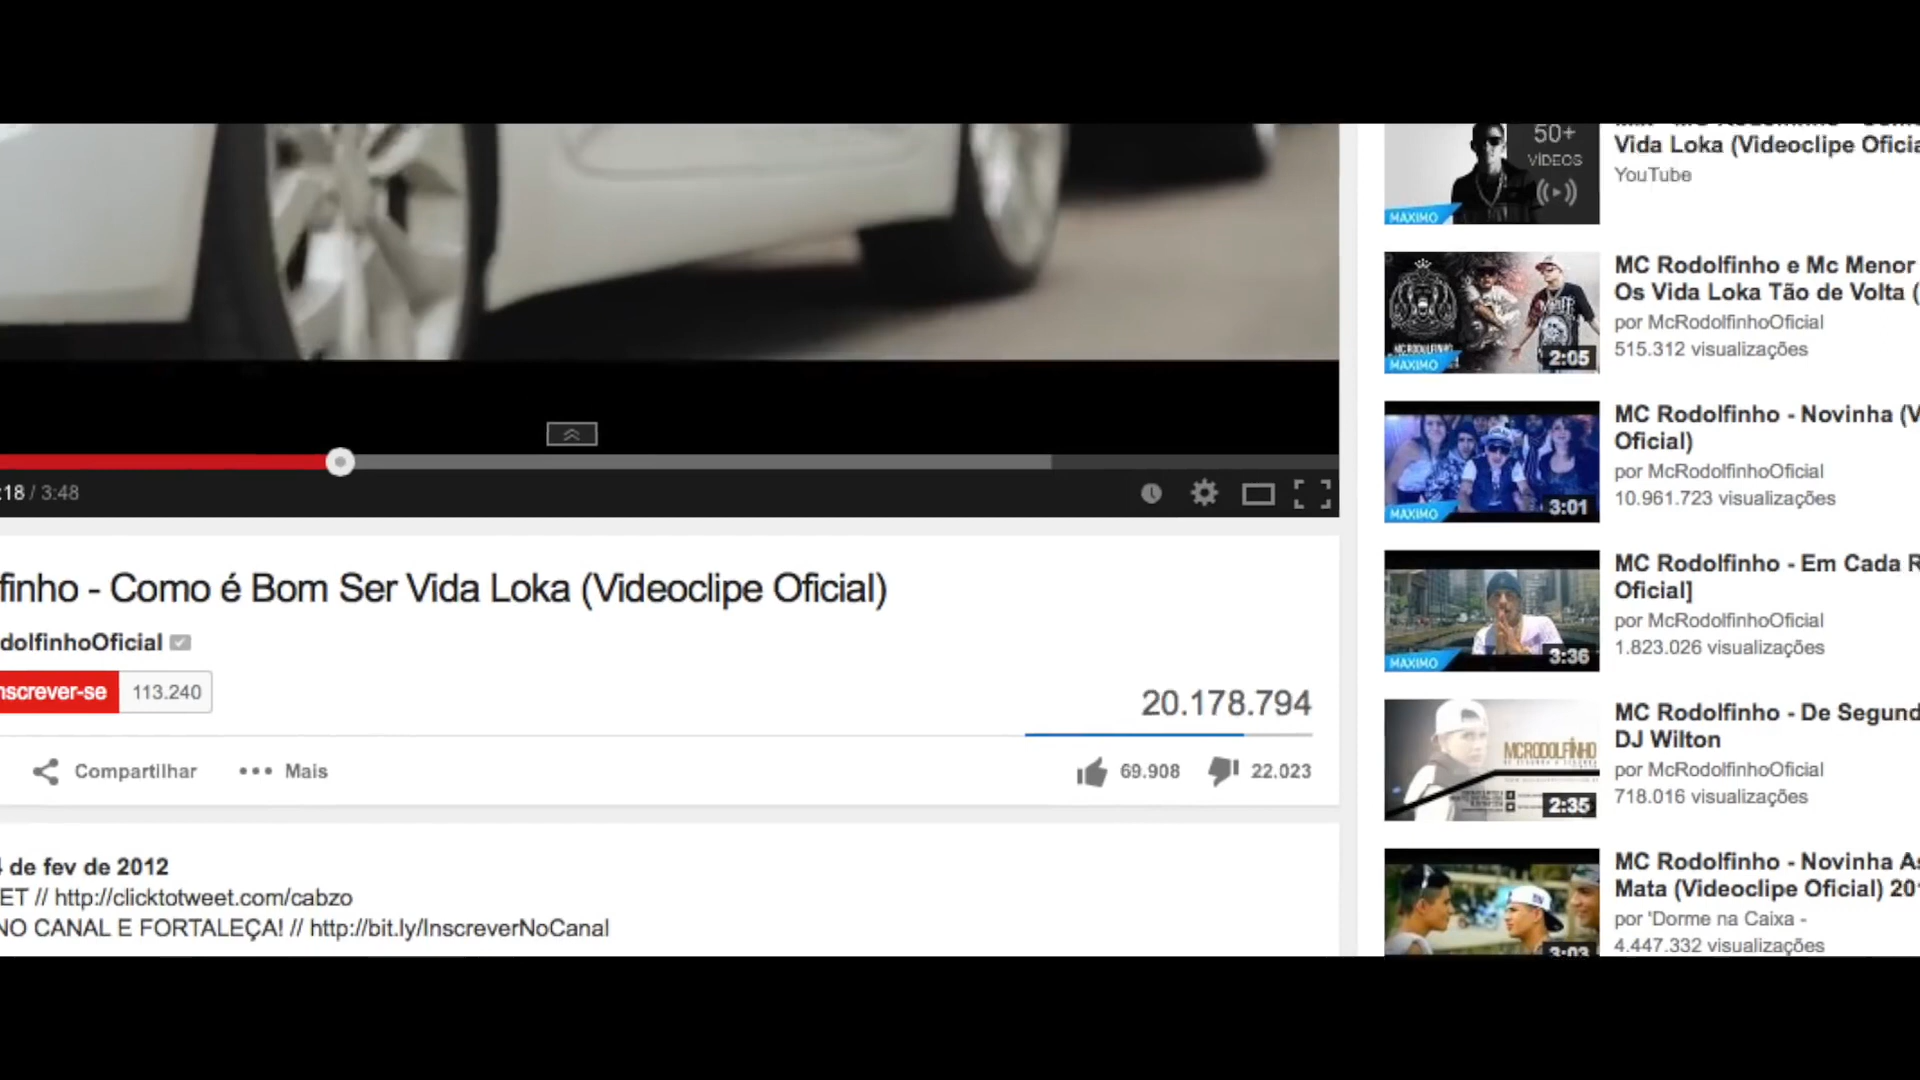 :18 / 3:48
finho - Como é Bom Ser Vida Loka (Videoclipe Oficial)
dolfinhoOficial
nscrever-se 113.240
20.178.794
Compartilhar Mais
69.908 22.023
de fev de 2012
ET // http://clicktotweet.com/cabzo
NO CANAL E FORTALEÇA! // http://bit.ly/InscreverNoCanal
50+
VÍDEOS
MAXIMO
Vida Loka (Videoclipe Oficia
YouTube
MAXIMO
2:05
MC Rodolfinho e Mc Menor
Os Vida Loka Tão de Volta (
por McRodolfinhoOficial
515.312 visualizações
MAXIMO
3:01
MC Rodolfinho - Novinha (V
Oficial)
por McRodolfinhoOficial
10.961.723 visualizações
MAXIMO
3:36
MC Rodolfinho - Em Cada R
Oficial]
por McRodolfinhoOficial
1.823.026 visualizações
MCRODOLFINHO
2:35
MC Rodolfinho - De Segund
DJ Wilton
por McRodolfinhoOficial
718.016 visualizações
3:03
MC Rodolfinho - Novinha As
Mata (Videoclipe Oficial) 201
por 'Dorme na Caixa -
4.447.332 visualizações